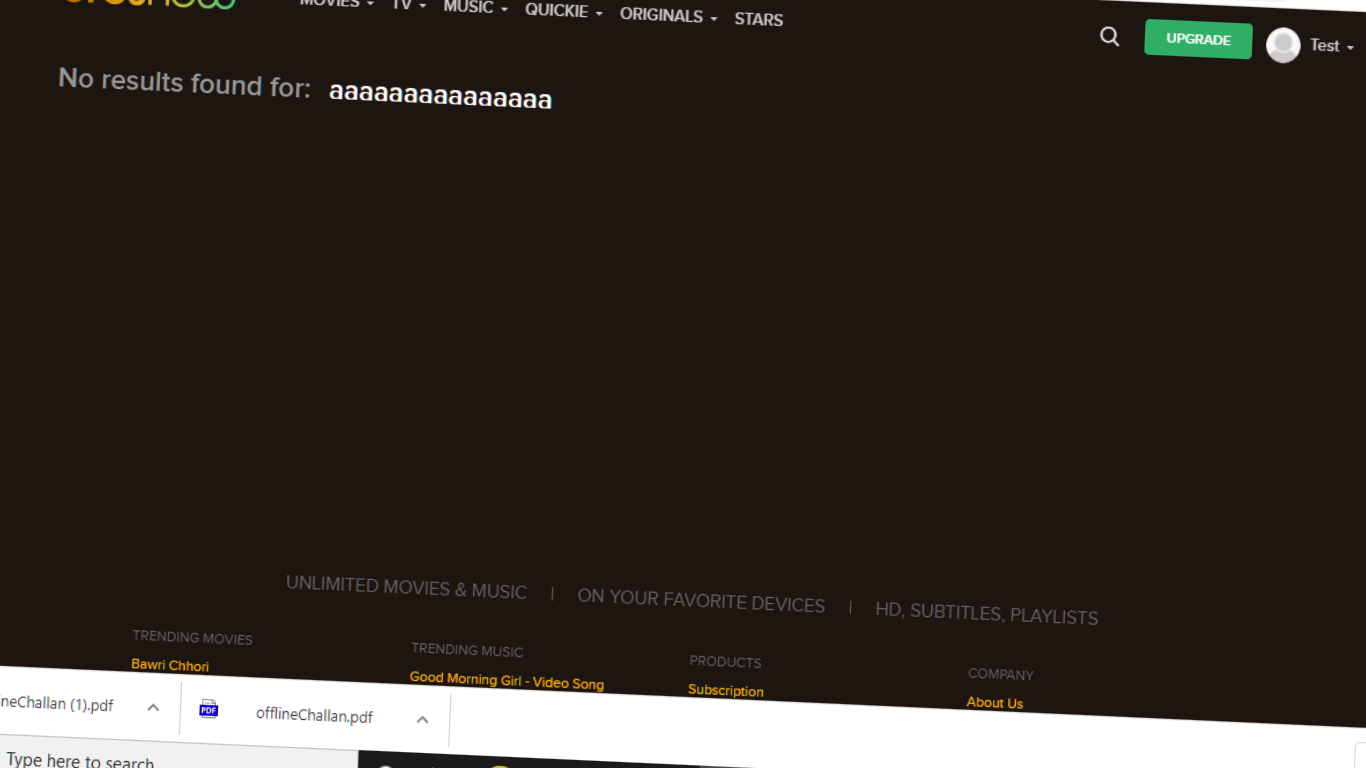 MOVIES TV MUSIC QUICKIE ORIGINALS STARS
UPGRADE Test
No results found for: aaaaaaaaaaaaaaa
UNLIMITED MOVIES & MUSIC | ON YOUR FAVORITE DEVICES | HD, SUBTITLES, PLAYLISTS
TRENDING MOVIES TRENDING MUSIC PRODUCTS COMPANY
Bawri Chhori Good Morning Girl - Video Song Subscription About Us
ineChallan (1).pdf PDF offlineChallan.pdf
Type here to search